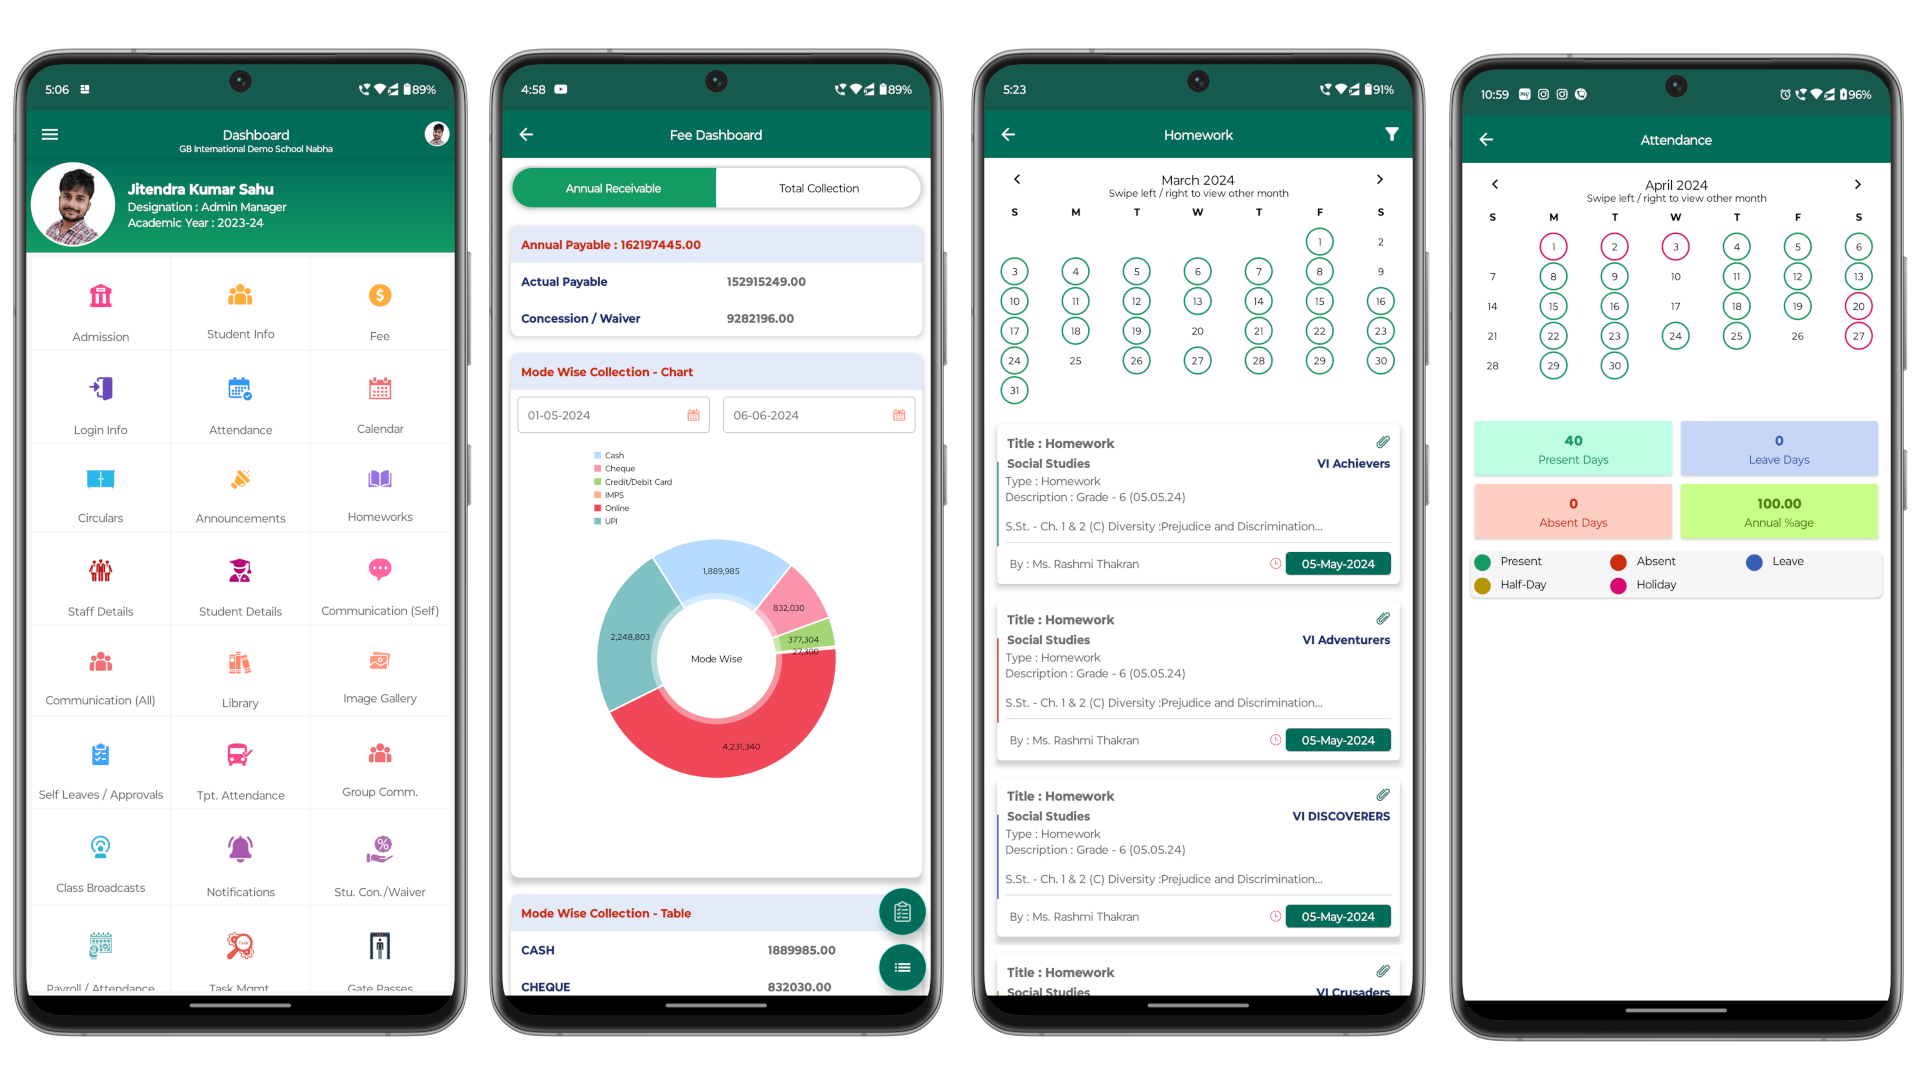 5:06
89%
Dashboard
GB International Demo School Nabha
Jitendra Kumar Sahu
Designation : Admin Manager
Academic Year : 2023-24
Admission
Student Info
Fee
Login Info
Attendance
Calendar
Circulars
Announcements
Homeworks
Staff Details
Student Details
Communication (Self)
Communication (All)
Library
Image Gallery
Self Leaves / Approvals
Tpt. Attendance
Group Comm.
Class Broadcasts
Notifications
Stu. Con./Waiver
Payroll / Attendance
Task Mgmt
Gate Passes
4:58
89%
Fee Dashboard
Annual Receivable
Total Collection
Annual Payable : 162197445.00
Actual Payable 152915249.00
Concession / Waiver 9282196.00
Mode Wise Collection - Chart
01-05-2024
06-06-2024
Cash
Cheque
Credit/Debit Card
IMPS
Online
UPI
1,889,985
832,030
2,248,803
377,304
27,300
Mode Wise
4,231,340
Mode Wise Collection - Table
CASH 1889985.00
CHEQUE 832030.00
5:23
91%
Homework
March 2024
Swipe left / right to view other month
S M T W T F S
1 2
3 4 5 6 7 8 9
10 11 12 13 14 15 16
17 18 19 20 21 22 23
24 25 26 27 28 29 30
31
Title : Homework
Social Studies VI Achievers
Type : Homework
Description : Grade - 6 (05.05.24)
S.St. - Ch. 1 & 2 (C) Diversity :Prejudice and Discrimination...
By : Ms. Rashmi Thakran 05-May-2024
Title : Homework
Social Studies VI Adventurers
Type : Homework
Description : Grade - 6 (05.05.24)
S.St. - Ch. 1 & 2 (C) Diversity :Prejudice and Discrimination...
By : Ms. Rashmi Thakran 05-May-2024
Title : Homework
Social Studies VI DISCOVERERS
Type : Homework
Description : Grade - 6 (05.05.24)
S.St. - Ch. 1 & 2 (C) Diversity :Prejudice and Discrimination...
By : Ms. Rashmi Thakran 05-May-2024
Title : Homework
Social Studies VI Crusaders
10:59
96%
Attendance
April 2024
Swipe left / right to view other month
S M T W T F S
1 2 3 4 5 6
7 8 9 10 11 12 13
14 15 16 17 18 19 20
21 22 23 24 25 26 27
28 29 30
40
Present Days
0
Leave Days
0
Absent Days
100.00
Annual %age
Present
Absent
Leave
Half-Day
Holiday